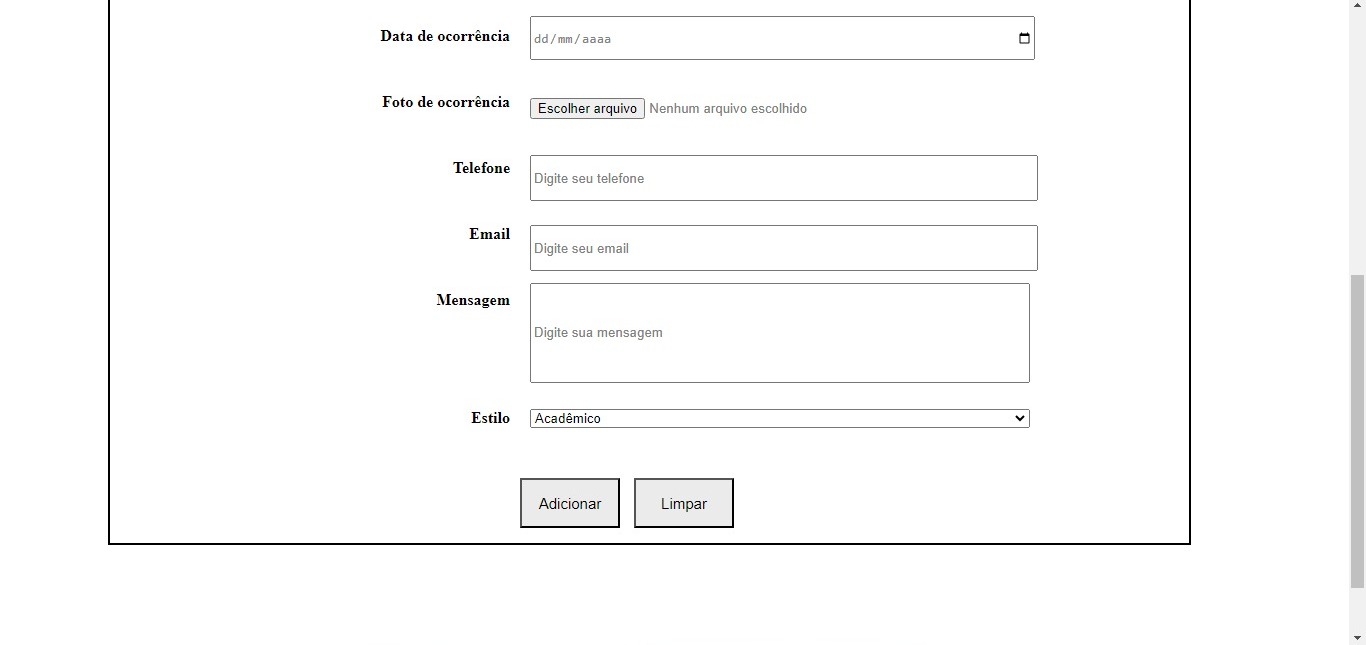 Data de ocorrência dd/mm/aaaa
Foto de ocorrência Escolher arquivo Nenhum arquivo escolhido
Telefone Digite seu telefone
Email Digite seu email
Mensagem Digite sua mensagem
Estilo Acadêmico
Adicionar Limpar